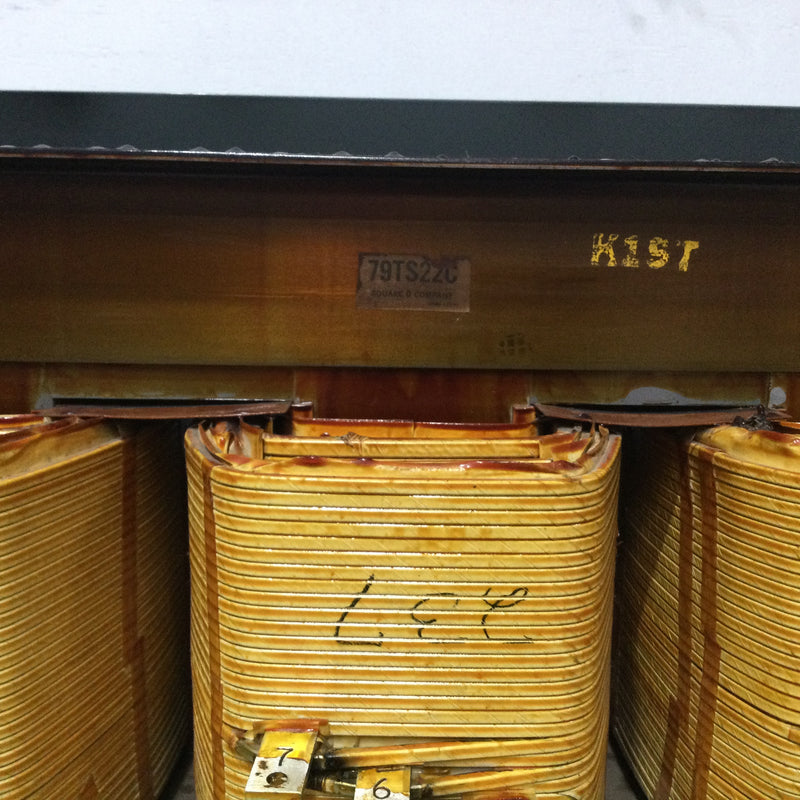 K1ST
79TS22C
SQUARE D COMPANY
7
6